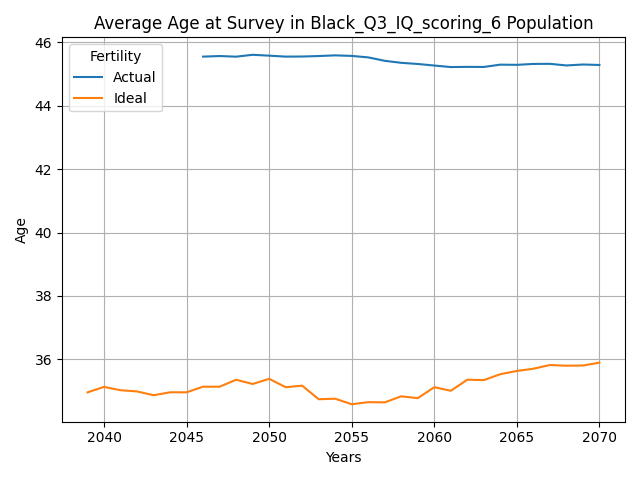 Average Age at Survey in Black_Q3_IQ_scoring_6 Population
Fertility
Actual
Ideal
Age
46
44
42
40
38
36
2040 2045 2050 2055 2060 2065 2070
Years